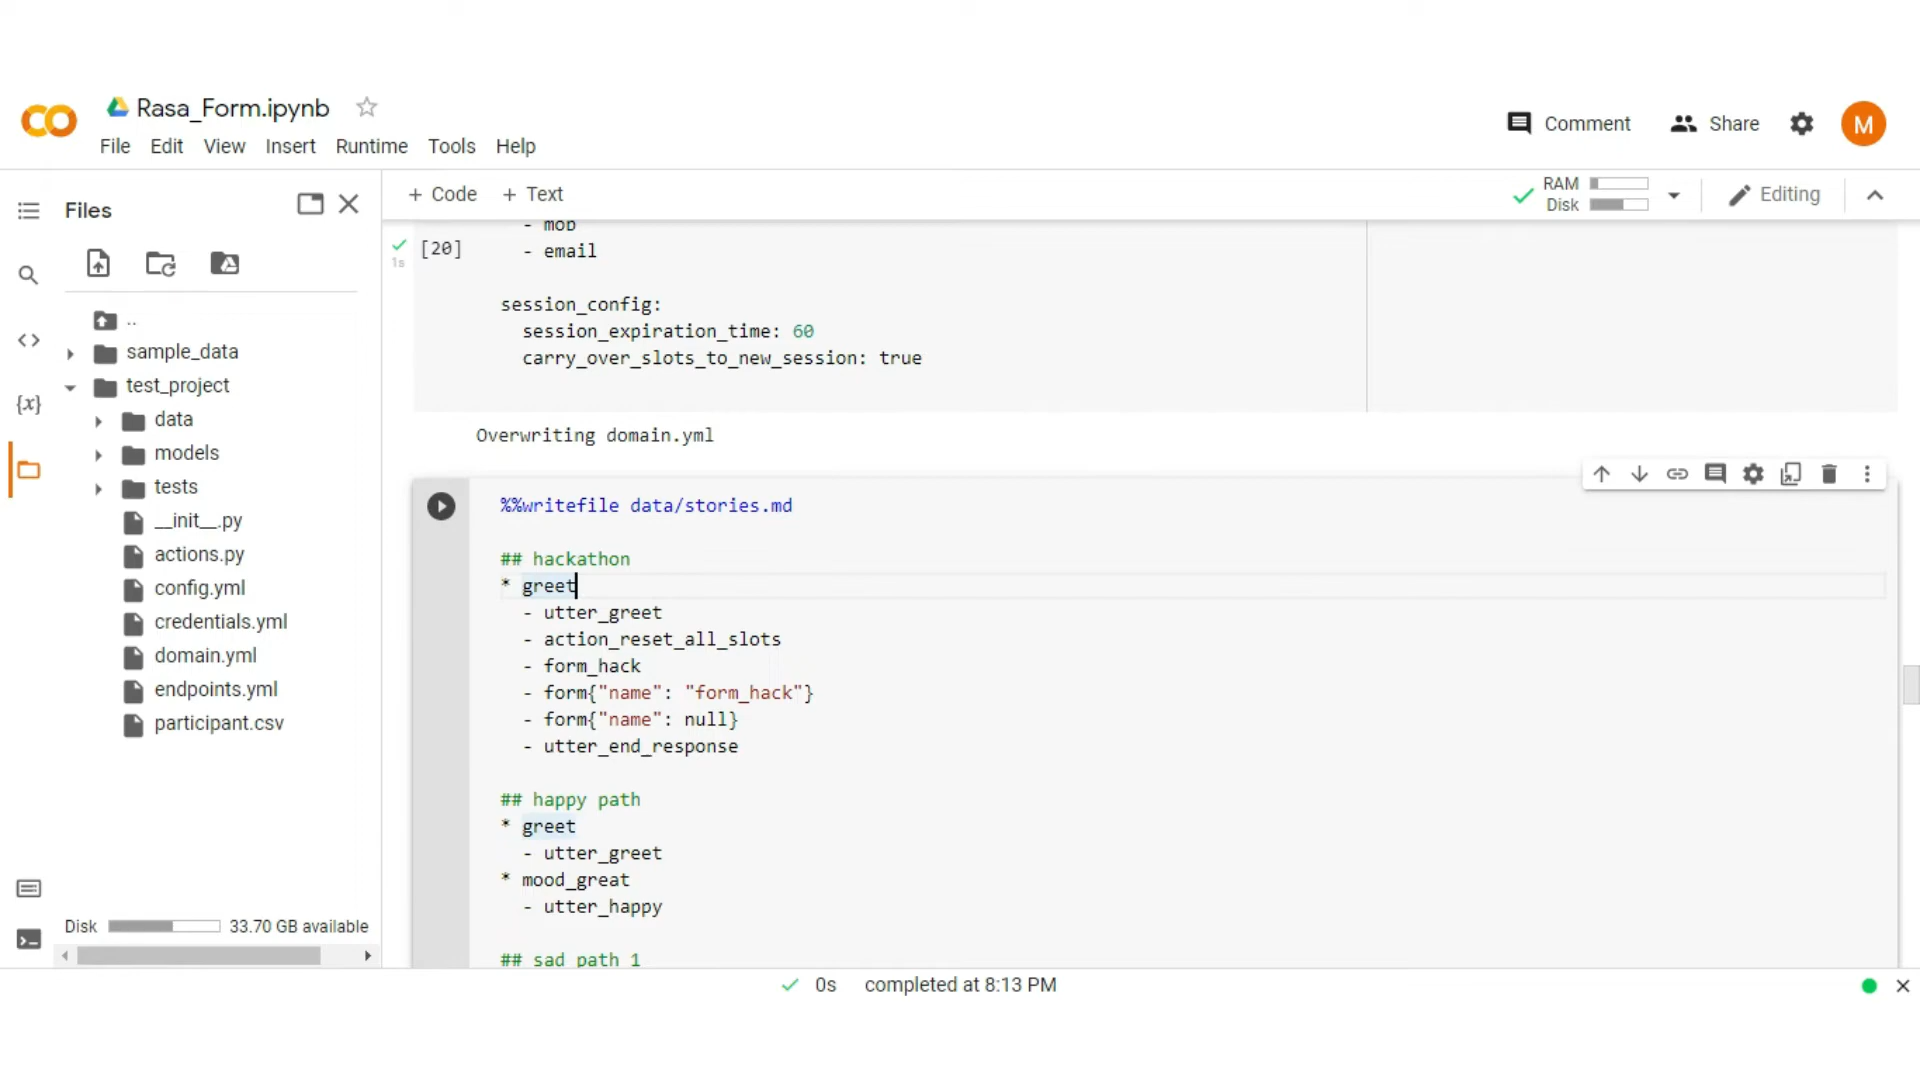 Rasa_Form.ipynb
File Edit View Insert Runtime Tools Help
Comment
Share
M
Files
+ Code + Text
RAM
Disk
Editing
..
sample_data
test_project
data
models
tests
__init__.py
actions.py
config.yml
credentials.yml
domain.yml
endpoints.yml
participant.csv
Disk 33.70 GB available
1s
[20]
- mob
- email
session_config:
session_expiration_time: 60
carry_over_slots_to_new_session: true
Overwriting domain.yml
%%writefile data/stories.md
## hackathon
* greet
- utter_greet
- action_reset_all_slots
- form_hack
- form{"name": "form_hack"}
- form{"name": null}
- utter_end_response
## happy path
* greet
- utter_greet
* mood_great
- utter_happy
## sad path 1
0s completed at 8:13 PM